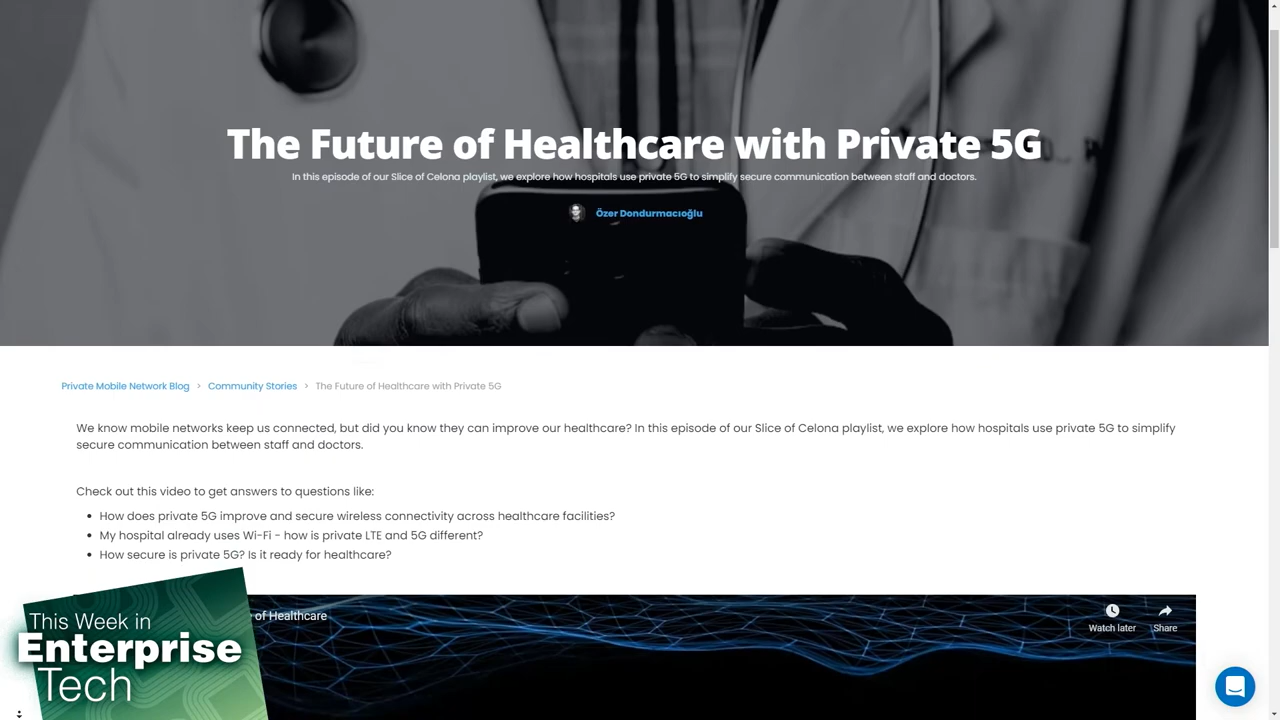 The Future of Healthcare with Private 5G
In this episode of our Slice of Celona playlist, we explore how hospitals use private 5G to simplify secure communication between staff and doctors.
Özer Dondurmacıoğlu
Private Mobile Network Blog > Community Stories > The Future of Healthcare with Private 5G
We know mobile networks keep us connected, but did you know they can improve our healthcare? In this episode of our Slice of Celona playlist, we explore how hospitals use private 5G to simplify
secure communication between staff and doctors.
Check out this video to get answers to questions like:
• How does private 5G improve and secure wireless connectivity across healthcare facilities?
• My hospital already uses Wi-Fi - how is private LTE and 5G different?
• How secure is private 5G? Is it ready for healthcare?
of Healthcare
Watch later
Share
This Week in
Enterprise
Tech